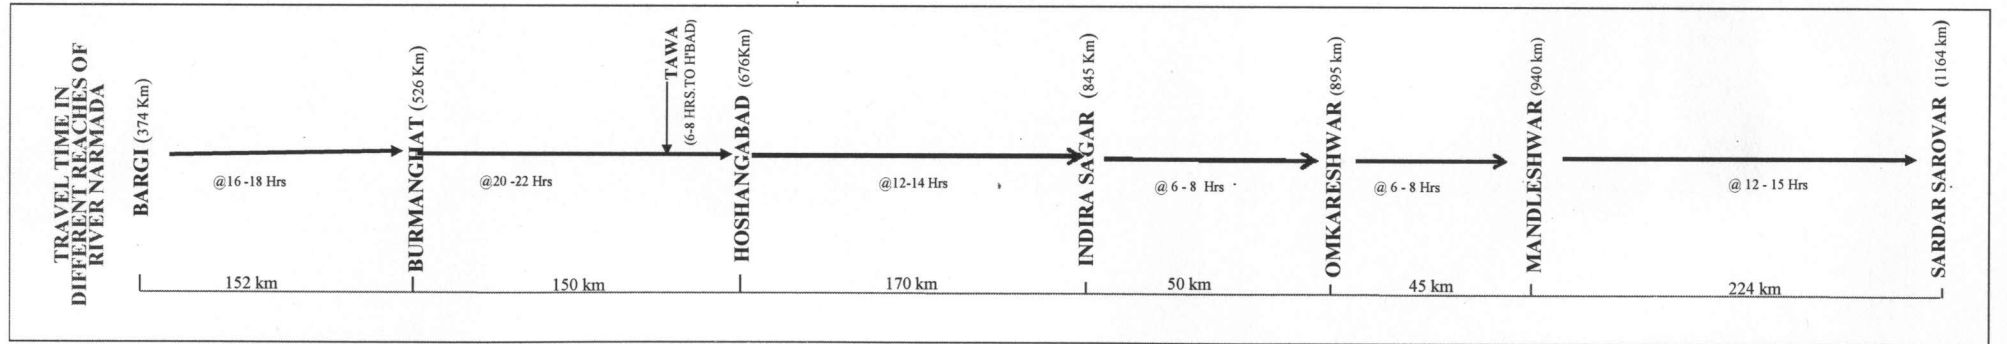 TRAVEL TIME IN
DIFFERENT REACHES OF
RIVER NARMADA
BARGI (374 Km)
@16 -18 Hrs
BURMANGHAT (526 Km)
@20 -22 Hrs
TAWA
(6-8 HRS.TO H'BAD)
HOSHANGABAD (676Km)
@12-14 Hrs
INDIRA SAGAR (845 Km)
@ 6 - 8 Hrs
OMKARESHWAR (895 km)
@ 6 - 8 Hrs
MANDLESHWAR (940 km)
@ 12 - 15 Hrs
SARDAR SAROVAR (1164 km)
152 km
150 km
170 km
50 km
45 km
224 km